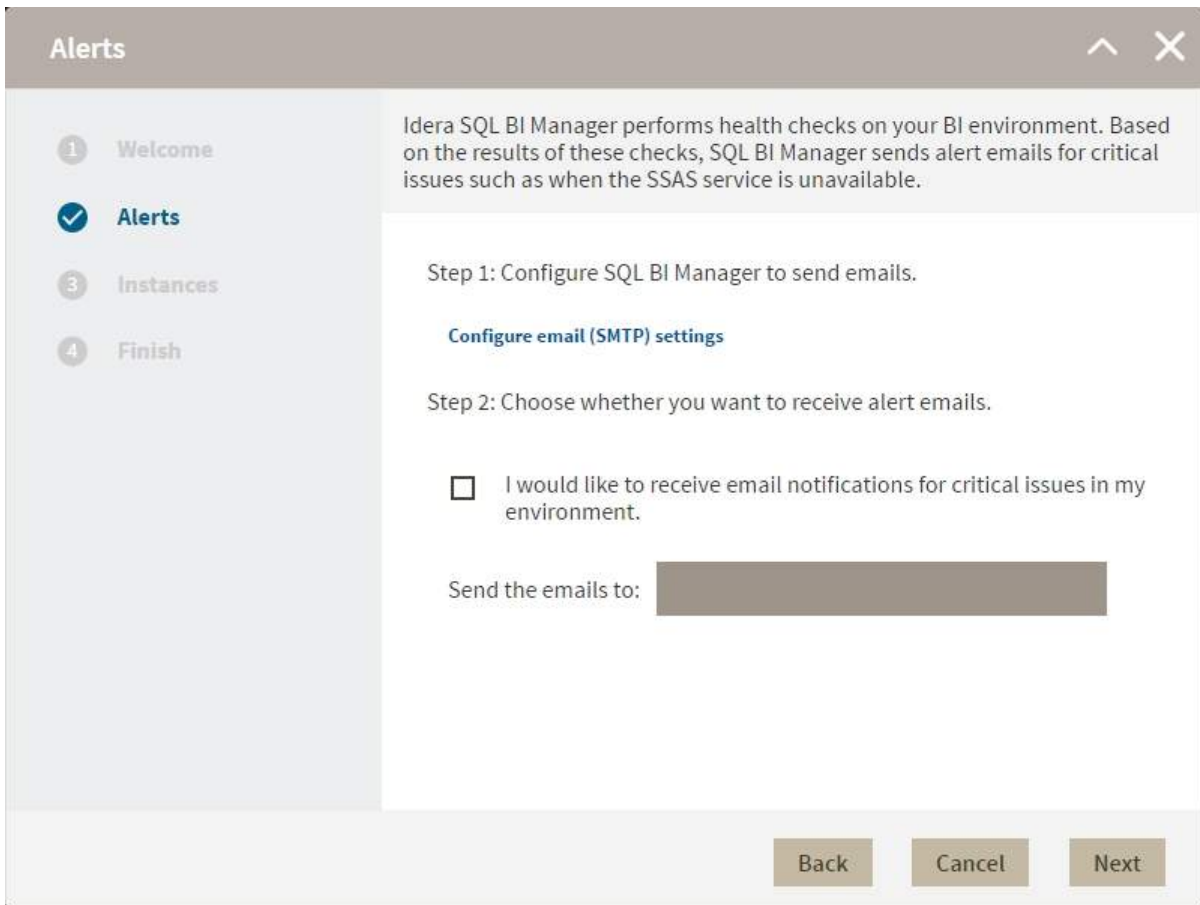 Alerts
1 Welcome
Alerts
3 Instances
4 Finish
Idera SQL BI Manager performs health checks on your BI environment. Based
on the results of these checks, SQL BI Manager sends alert emails for critical
issues such as when the SSAS service is unavailable.
Step 1: Configure SQL BI Manager to send emails.
Configure email (SMTP) settings
Step 2: Choose whether you want to receive alert emails.
I would like to receive email notifications for critical issues in my
environment.
Send the emails to:
Back Cancel Next